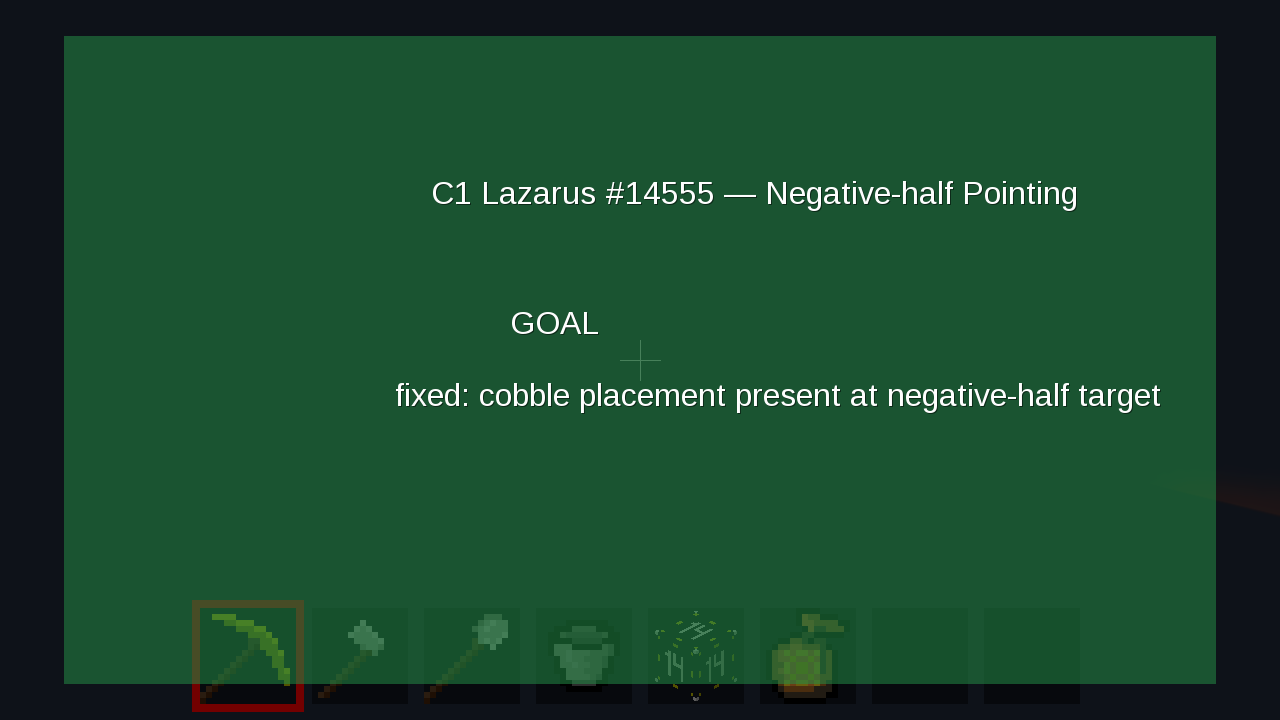 C1 Lazarus #14555 — Negative-half Pointing
GOAL
fixed: cobble placement present at negative-half target